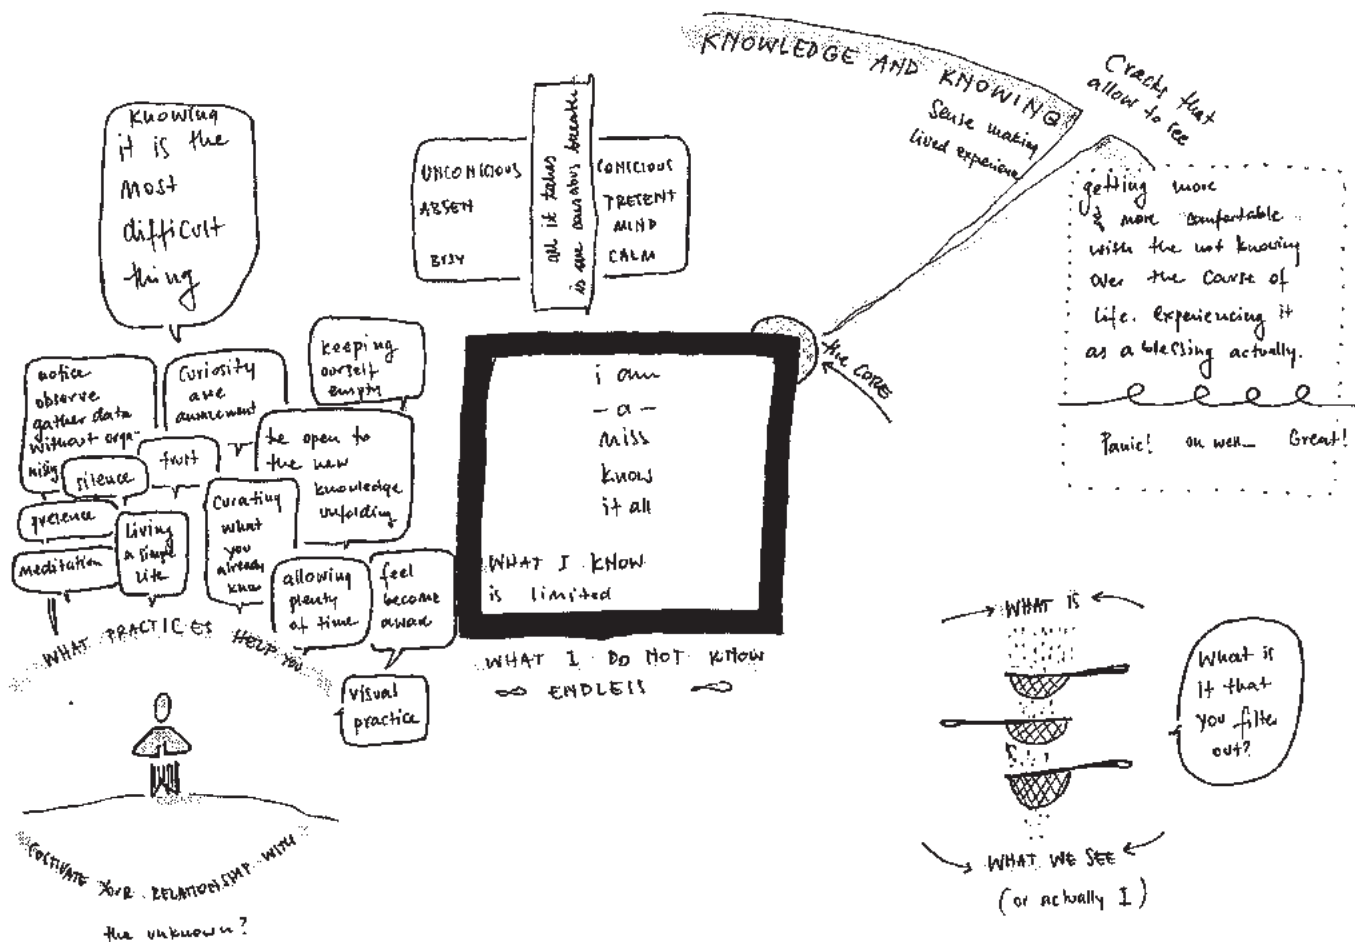 KNOWLEDGE AND KNOWING
Sense making
lived experience
Cracks that
allow to see
getting more
& more comfortable
with the not knowing
over the course of
life. Experiencing it
as a blessing actually.
Panic! oh well... Great!
Knowing
it is the
most
difficult
thing
UNCONCIOUS
ABSEN
BUSY
all it takes
is one conscious breath
CONCIOUS
PRESENT
MIND
CALM
the CORE
notice
observe
gather data
without orga-
nising
Curiosity
are
amazement
keeping
ourself
empty
silence
trust
be open to
the new
knowledge
unfolding
presence
living
a simple
life
Curating
what
you
already
know
meditation
allowing
plenty
of time
feel
become
aware
visual
practice
WHAT PRACTICES HELP YOU
CULTIVATE YOUR RELATIONSHIP WITH
the unknown?
i am
- a -
miss
know
it all
WHAT I KNOW
is limited
WHAT I DO NOT KNOW
∞ ENDLESS ∞
WHAT IS
What is
it that
you filter
out?
WHAT WE SEE
(or actually I)